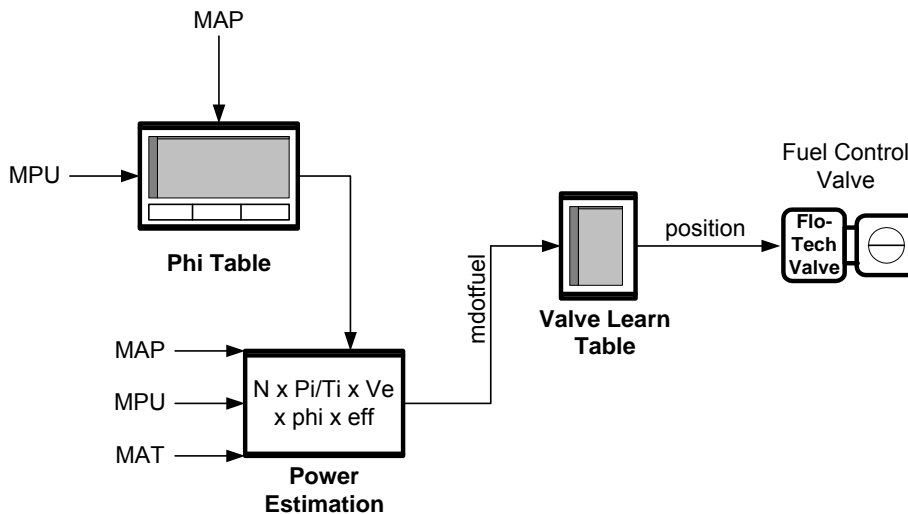 MAP
MPU
Phi Table
MAP
MPU
MAT
N x Pi/Ti x Ve
x phi x eff
Power
Estimation
mdotfuel
Valve Learn
Table
position
Fuel Control
Valve
Flo-
Tech
Valve